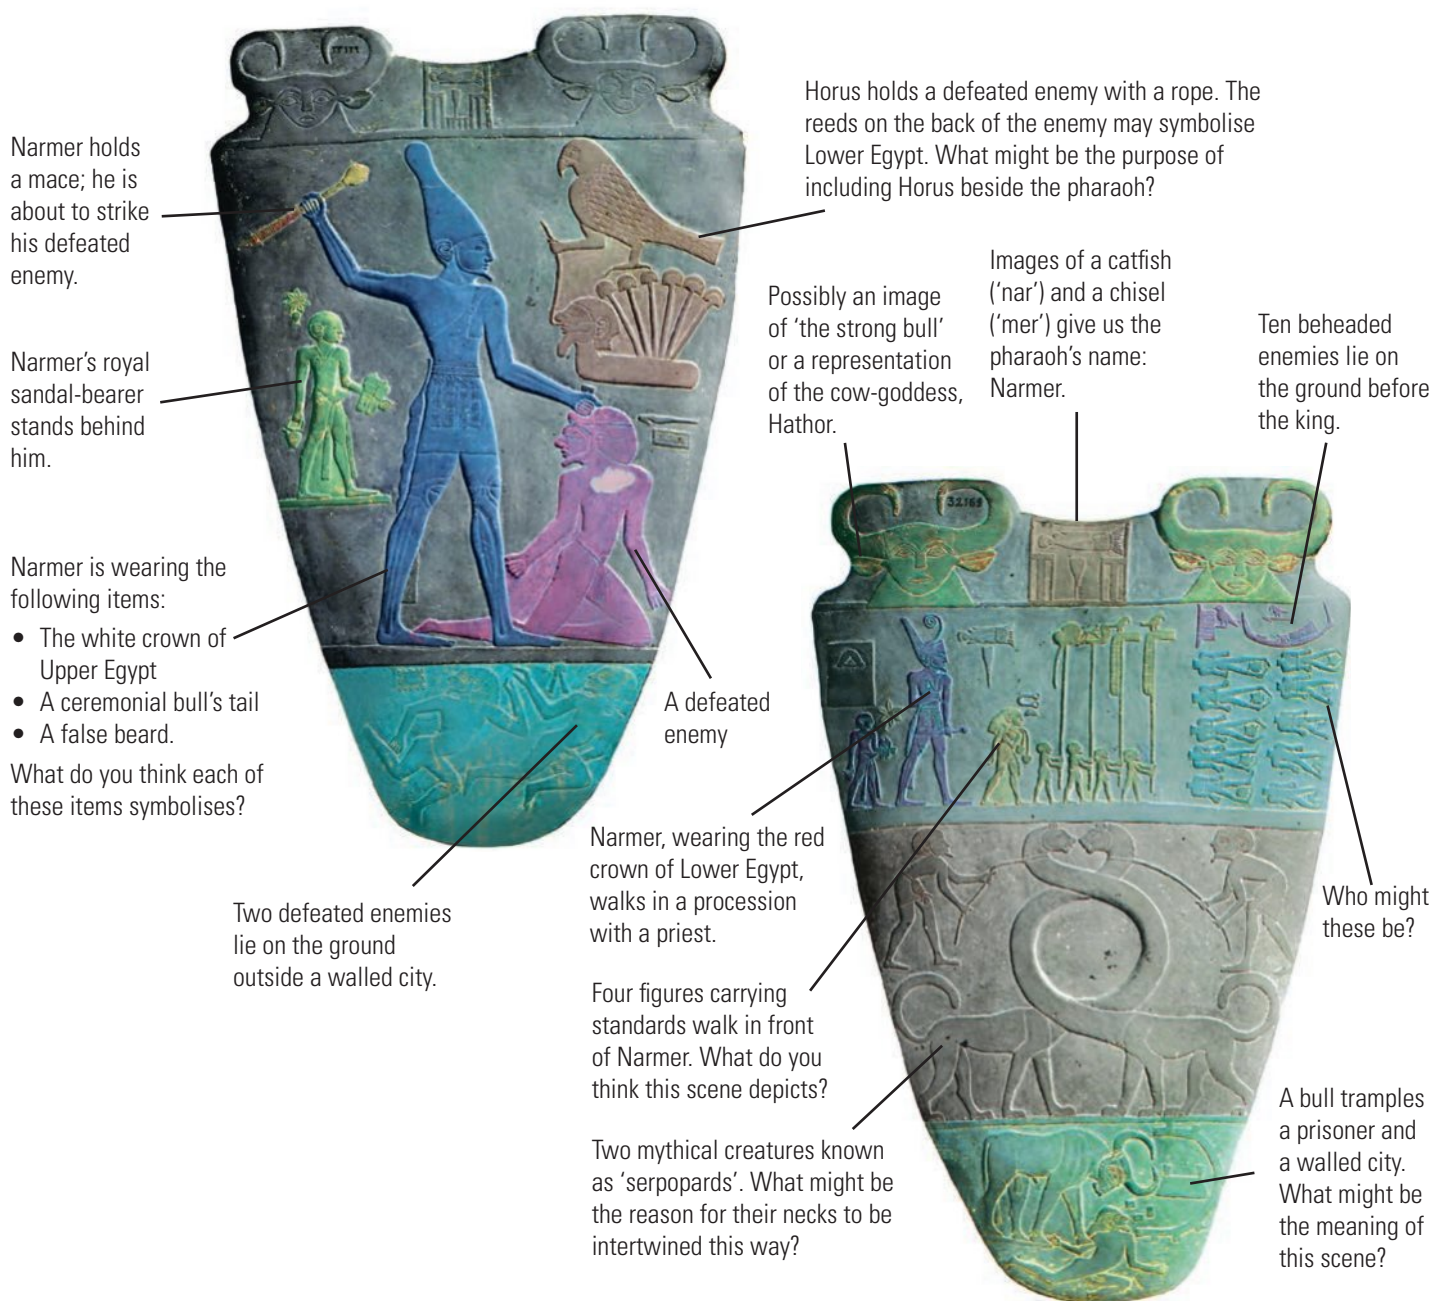 Narmer holds
a mace; he is
about to strike
his defeated
enemy.
Narmer’s royal
sandal-bearer
stands behind
him.
Narmer is wearing the
following items:
• The white crown of
Upper Egypt
• A ceremonial bull’s tail
• A false beard.
What do you think each of
these items symbolises?
Two defeated enemies
lie on the ground
outside a walled city.
A defeated
enemy
Horus holds a defeated enemy with a rope. The
reeds on the back of the enemy may symbolise
Lower Egypt. What might be the purpose of
including Horus beside the pharaoh?
Possibly an image
of ‘the strong bull’
or a representation
of the cow-goddess,
Hathor.
Images of a catfish
(‘nar’) and a chisel
(‘mer’) give us the
pharaoh’s name:
Narmer.
Ten beheaded
enemies lie on
the ground before
the king.
32169
Narmer, wearing the red
crown of Lower Egypt,
walks in a procession
with a priest.
Four figures carrying
standards walk in front
of Narmer. What do you
think this scene depicts?
Two mythical creatures known
as ‘serpopards’. What might be
the reason for their necks to be
intertwined this way?
Who might
these be?
A bull tramples
a prisoner and
a walled city.
What might be
the meaning of
this scene?